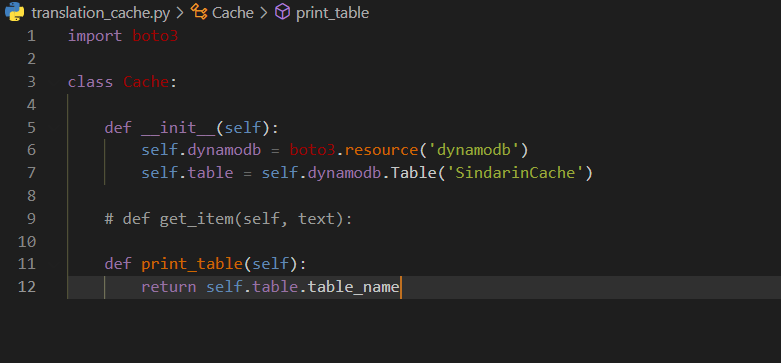 translation_cache.py > Cache > print_table
1 import boto3
2
3 class Cache:
4
5     def __init__(self):
6         self.dynamodb = boto3.resource('dynamodb')
7         self.table = self.dynamodb.Table('SindarinCache')
8
9     # def get_item(self, text):
10
11     def print_table(self):
12         return self.table.table_name